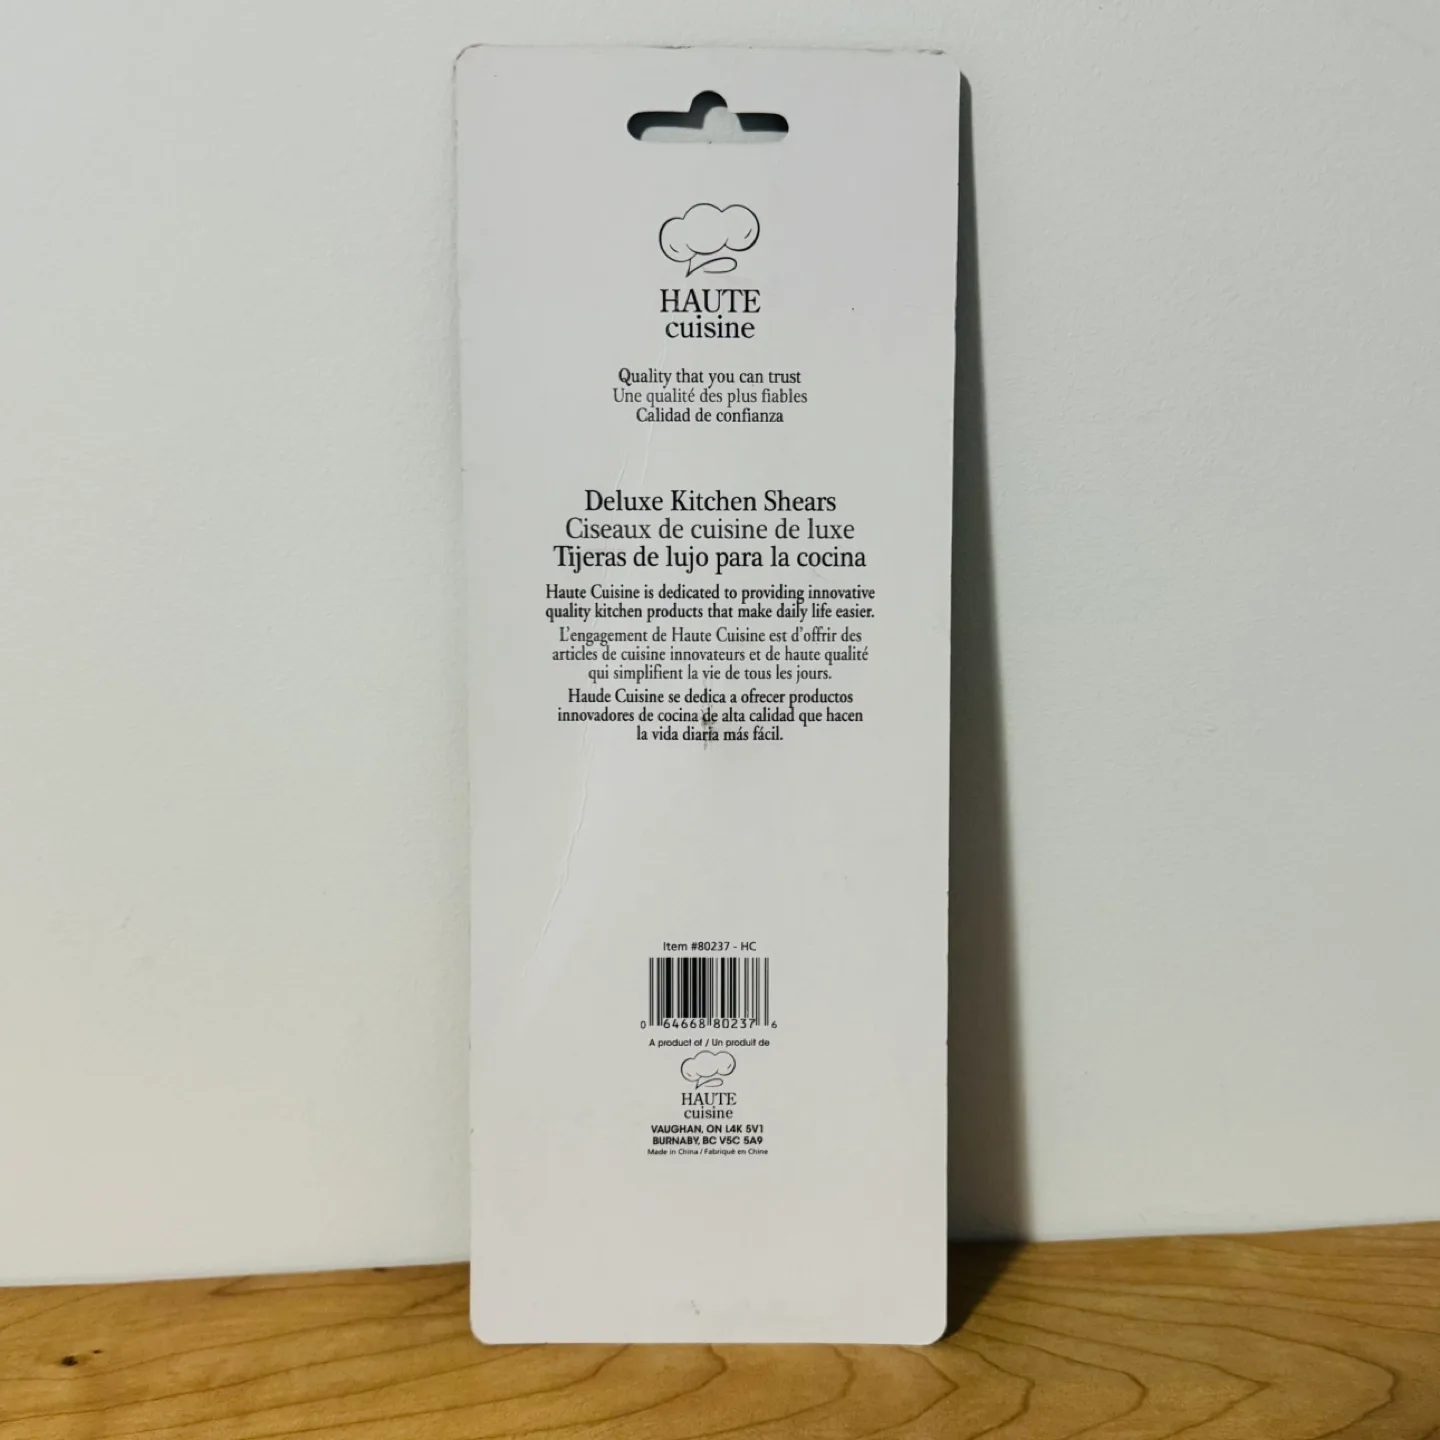 HAUTE
cuisine
Quality that you can trust
Une qualité des plus fiables
Calidad de confianza
Deluxe Kitchen Shears
Ciseaux de cuisine de luxe
Tijeras de lujo para la cocina
Haute Cuisine is dedicated to providing innovative
quality kitchen products that make daily life easier.
L'engagement de Haute Cuisine est d'offrir des
articles de cuisine innovateurs et de haute qualité
qui simplifient la vie de tous les jours.
Haude Cuisine se dedica a ofrecer productos
innovadores de cocina de alta calidad que hacen
la vida diaria más fácil.
Item #80237 - HC
0 64668 80237 6
A product of / Un produit de
HAUTE
cuisine
VAUGHAN, ON L4K 5V1
BURNABY, BC V5C 5A9
Made in China / Fabriqué en Chine